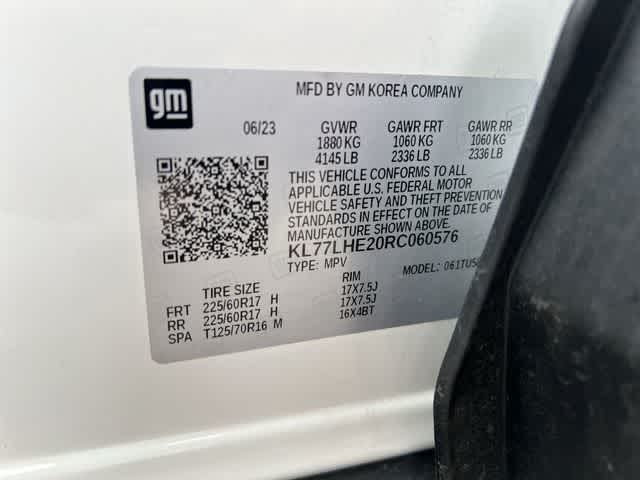 gm
MFD BY GM KOREA COMPANY
06/23 GVWR GAWR FRT GAWR RR
1880 KG 1060 KG 1060 KG
4145 LB 2336 LB 2336 LB
THIS VEHICLE CONFORMS TO ALL
APPLICABLE U.S. FEDERAL MOTOR
VEHICLE SAFETY AND THEFT PREVENTION
STANDARDS IN EFFECT ON DATE OF
MANUFACTURE SHOWN ABOVE.
KL77LHE20RC060576
TYPE: MPV MODEL: 061TUS
TIRE SIZE RIM
FRT 225/60R17 H 17X7.5J
RR 225/60R17 H 17X7.5J
SPA T125/70R16 M 16X4BT